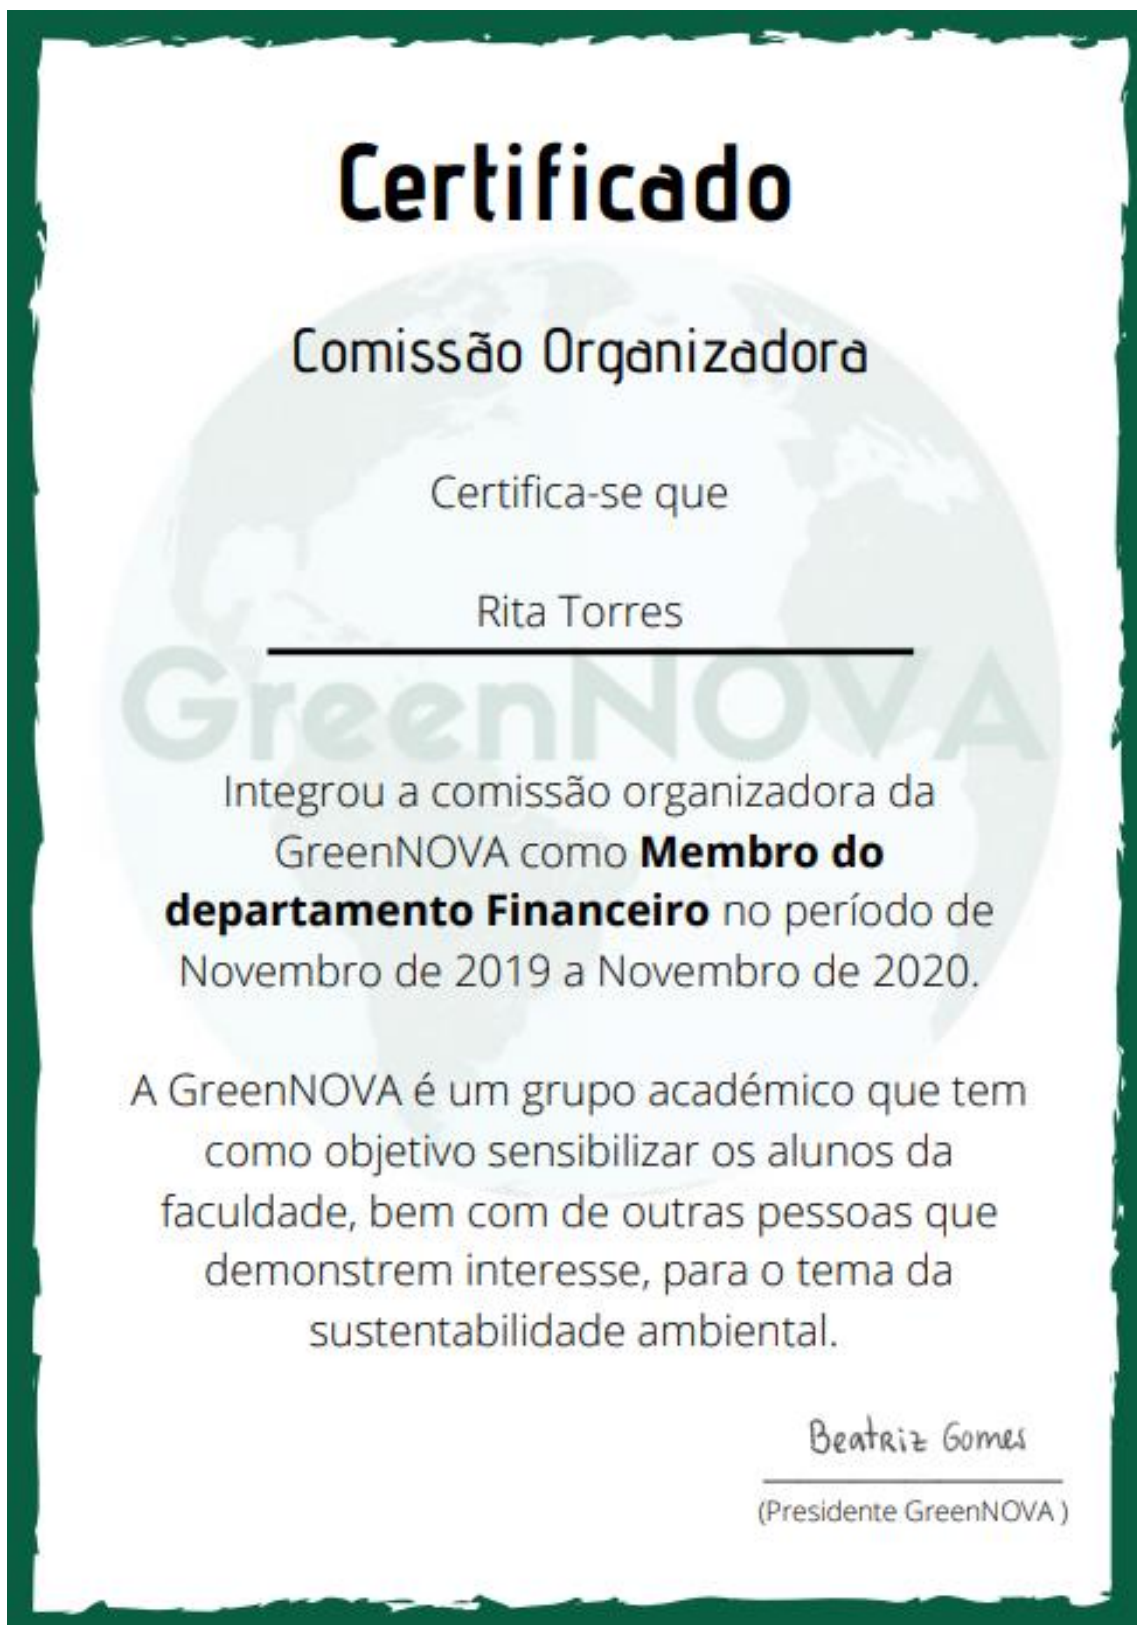 Certificado
Comissão Organizadora
Certifica-se que
Rita Torres
GreenNOVA
Integrou a comissão organizadora da
GreenNOVA como Membro do
departamento Financeiro no período de
Novembro de 2019 a Novembro de 2020.
A GreenNOVA é um grupo académico que tem
como objetivo sensibilizar os alunos da
faculdade, bem com de outras pessoas que
demonstrem interesse, para o tema da
sustentabilidade ambiental.
Beatriz Gomes
(Presidente GreenNOVA )